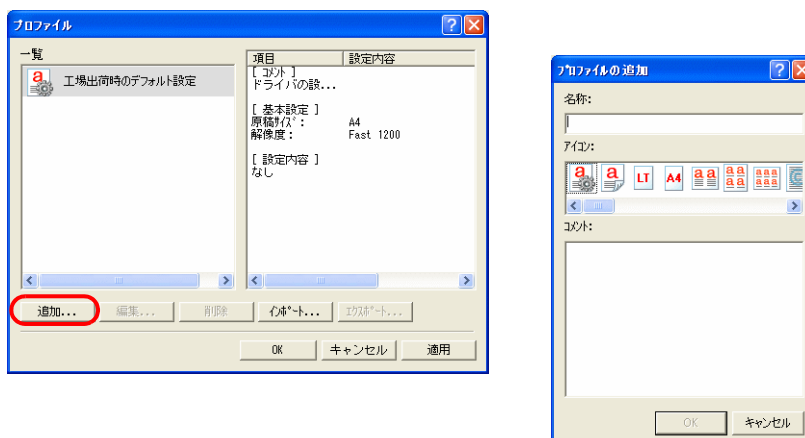 プロファイル
一覧
工場出荷時のデフォルト設定
項目 設定内容
[ コメント ]
ドライバの設...
[ 基本設定 ]
原稿サイズ: A4
解像度: Fast 1200
[ 設定内容 ]
なし
追加... 編集... 削除 インポート... エクスポート...
OK キャンセル 適用
プロファイルの追加
名称:
アイコン:
a a LT A4 a a a a a a a a a a a a
コメント:
OK キャンセル